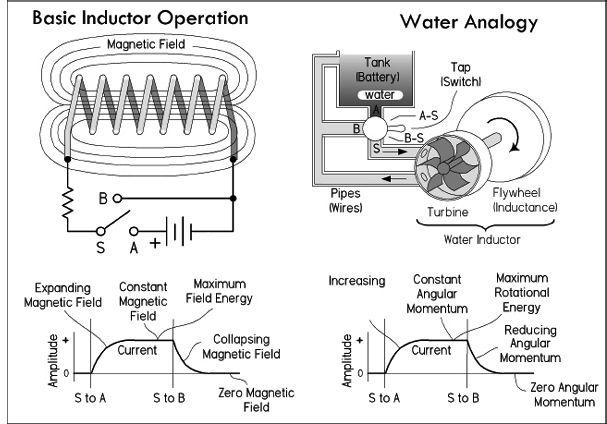 Basic Inductor Operation
Magnetic Field
B
S
A
+
Water Analogy
Tank
(Battery)
water
A
A-S
Tap
(Switch)
B
B-S
S
Pipes
(Wires)
Turbine
Flywheel
(Inductance)
Water Inductor
Expanding
Magnetic Field
Constant
Magnetic
Field
Maximum
Field Energy
Collapsing
Magnetic Field
Zero Magnetic
Field
Current
Amplitude
+
0
S to A
S to B
Increasing
Constant
Angular
Momentum
Maximum
Rotational
Energy
Reducing
Angular
Momentum
Zero Angular
Momentum
Current
Amplitude
+
0
S to A
S to B